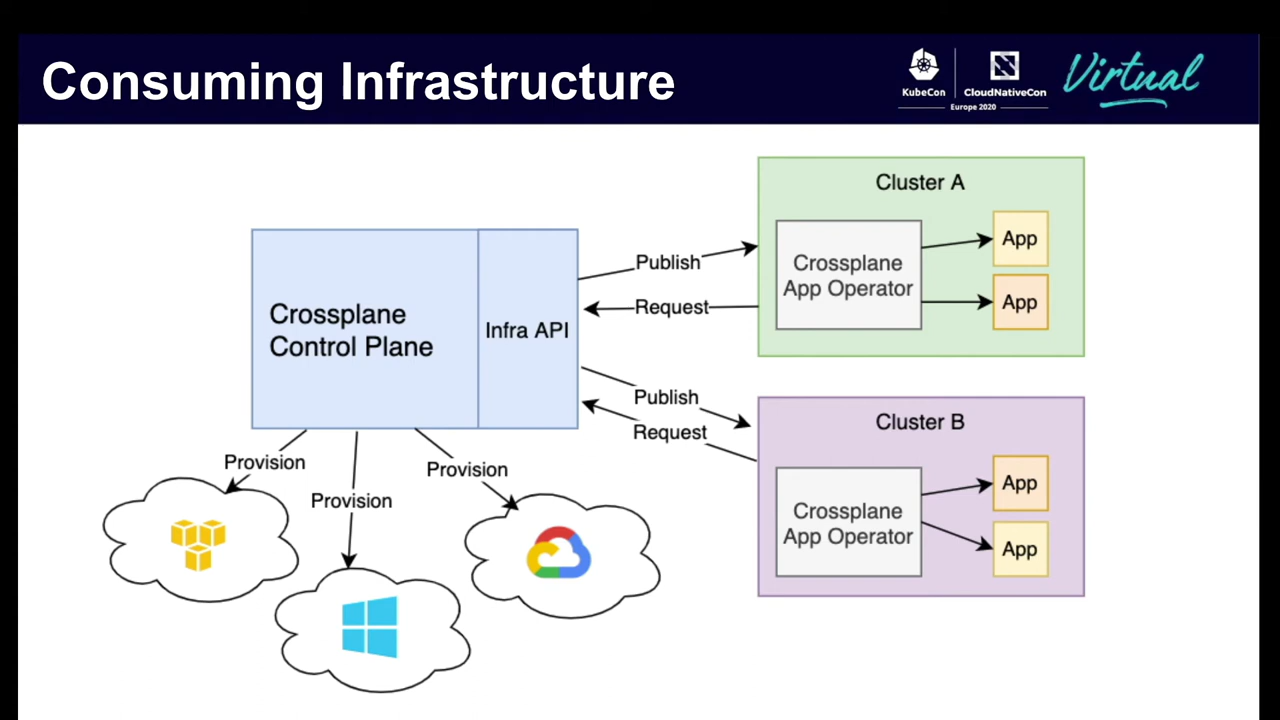 Consuming Infrastructure
KubeCon
CloudNativeCon
Europe 2020
Virtual
Cluster A
Crossplane
App Operator
App
App
Publish
Request
Crossplane
Control Plane
Infra API
Publish
Request
Cluster B
Crossplane
App Operator
App
App
Provision
Provision
Provision